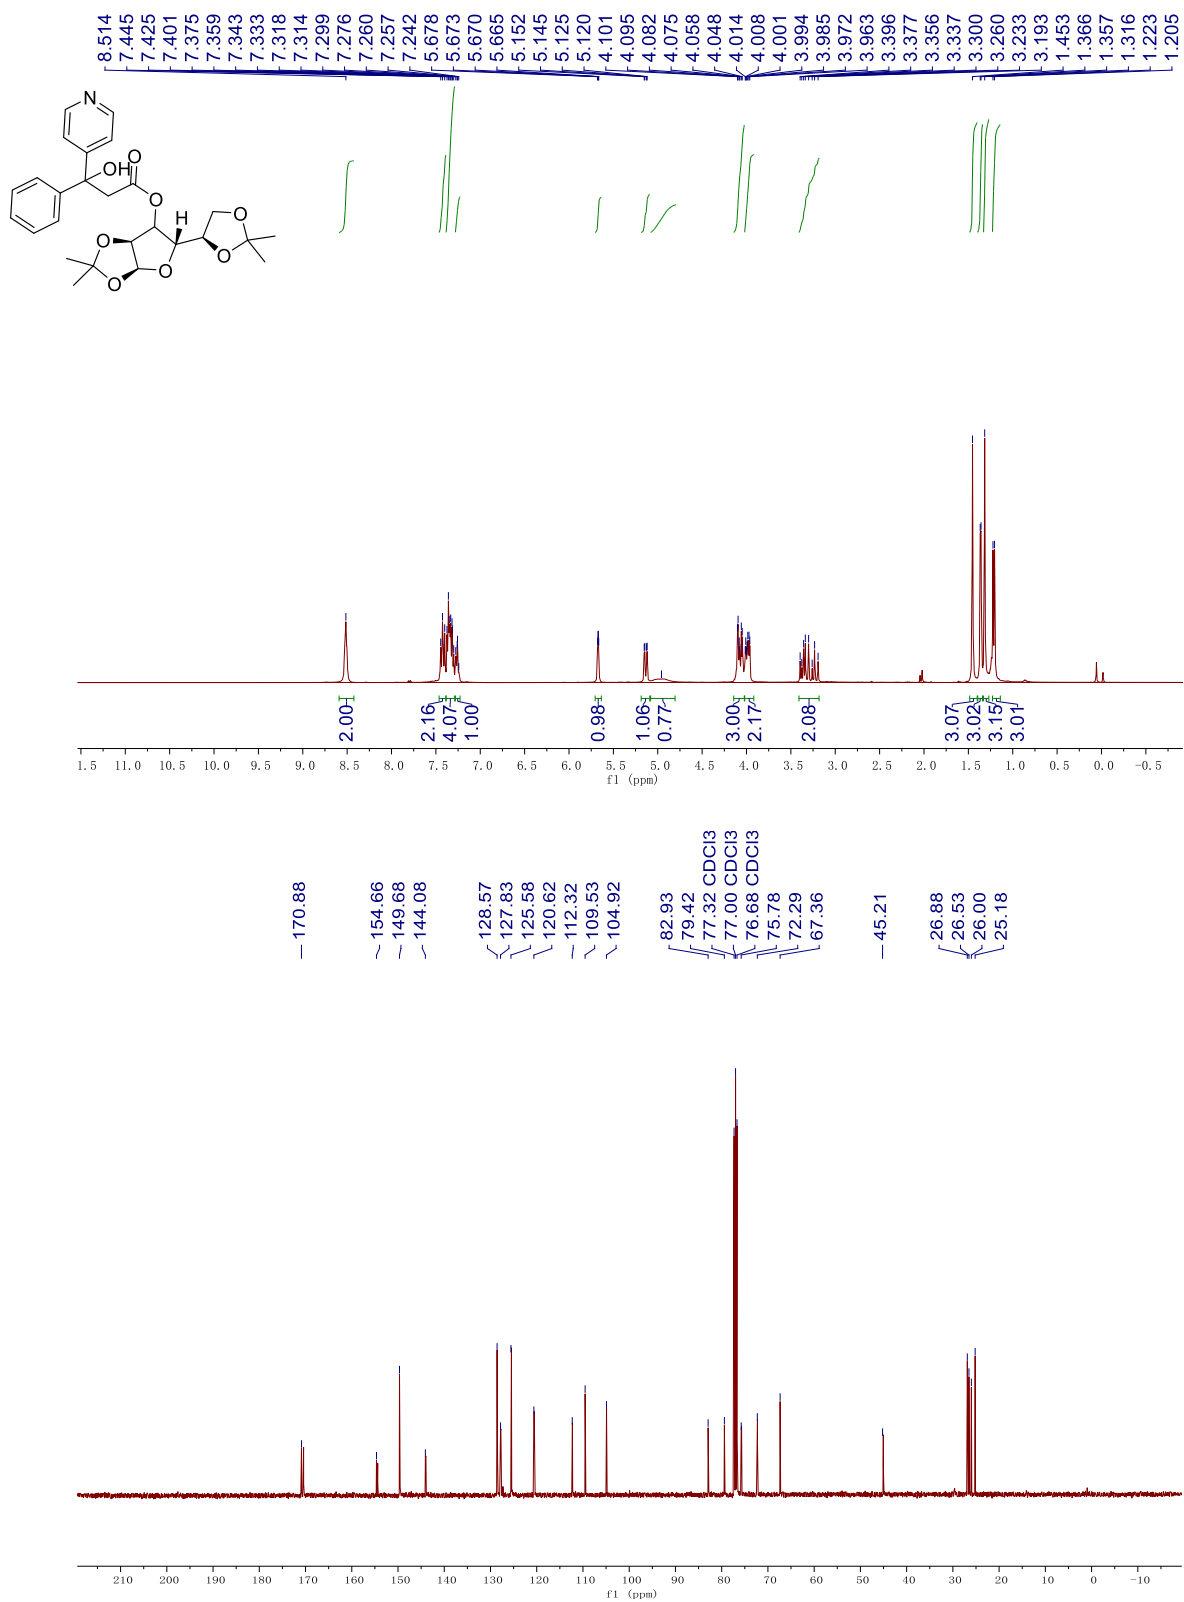 8.514 7.445 7.425 7.401 7.375 7.359 7.343 7.333 7.318 7.314 7.299 7.276 7.260 7.257 7.242 5.678 5.673 5.670 5.665 5.152 5.145 5.125 5.120 4.101 4.095 4.082 4.075 4.058 4.048 4.014 4.008 4.001 3.994 3.985 3.972 3.963 3.396 3.377 3.356 3.337 3.300 3.260 3.233 3.193 1.453 1.366 1.357 1.316 1.223 1.205
N
OH O
O
H
O
O
O
O
O
2.00 2.16 4.07 1.00 0.98 1.06 0.77 3.00 2.17 2.08 3.07 3.02 3.15 3.01
1.5 11.0 10.5 10.0 9.5 9.0 8.5 8.0 7.5 7.0 6.5 6.0 5.5 5.0 4.5 4.0 3.5 3.0 2.5 2.0 1.5 1.0 0.5 0.0 -0.5
f1 (ppm)
170.88 154.66 149.68 144.08 128.57 127.83 125.58 120.62 112.32 109.53 104.92 82.93 79.42 77.32 CDCl3 77.00 CDCl3 76.68 CDCl3 75.78 72.29 67.36 45.21 26.88 26.53 26.00 25.18
210 200 190 180 170 160 150 140 130 120 110 100 90 80 70 60 50 40 30 20 10 0 -10
f1 (ppm)